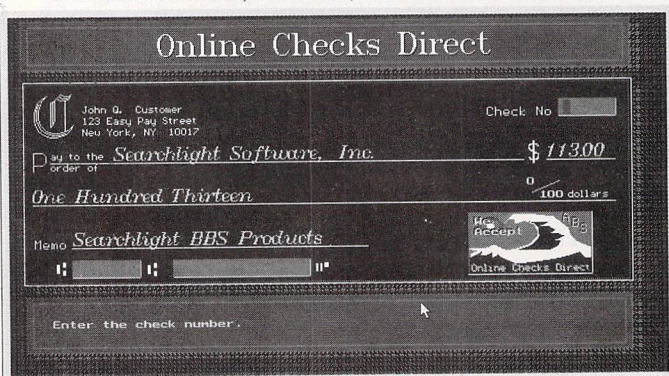 Online Checks Direct
C
John Q. Customer
123 Easy Pay Street
New York, NY 10017
Check No
Pay to the order of Searchlight Software, Inc. $ 113.00
One Hundred Thirteen 0/100 dollars
Memo Searchlight BBS Products
We Accept ABS
Online Checks Direct
Enter the check number.